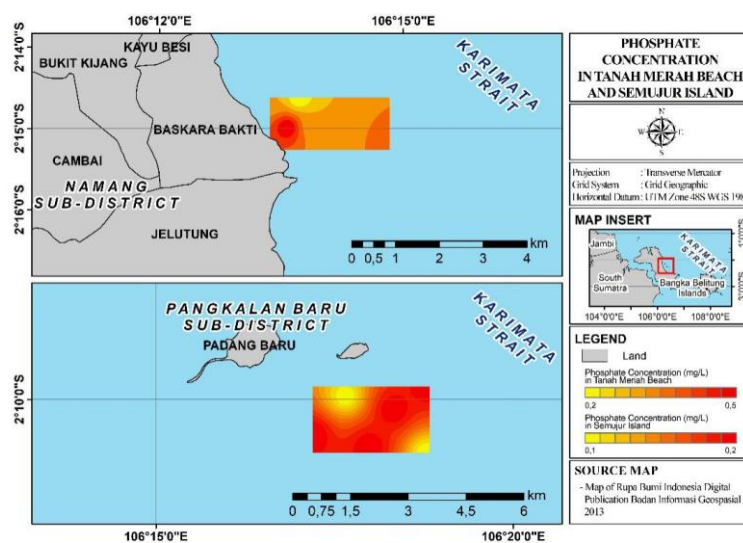 106°12'0"E
106°15'0"E
2°14'0"S
2°15'0"S
2°16'0"S
KAYU BESI
BUKIT KIJANG
BASKARA BAKTI
CAMBAI
NAMANG
SUB-DISTRICT
JELUTUNG
KARIMATA
STRAIT
0 0,5 1 2 3 4
km
PANGKALAN BARU
SUB-DISTRICT
PADANG BARU
KARIMATA
STRAIT
2°10'0"S
0 0,75 1,5 3 4,5 6
km
106°15'0"E
106°20'0"E
PHOSPHATE
CONCENTRATION
IN TANAH MERAH BEACH
AND SEMUJUR ISLAND
N
W E
S
Projection : Transverse Mercator
Grid System : Grid Geographic
Horizontal Datum : UTM Zone 48S WGS 198
MAP INSERT
Jambi
South
Sumatra
Bangka Belitung
Islands
KARIMATA
STRAIT
104°0'E 106°0'E 108°0'E
1°0'0"S
3°0'0"S
LEGEND
Land
Phosphate Concentration (mg/L)
in Tanah Merah Beach
0,2 0,5
Phosphate Concentration (mg/L)
in Semujur Island
0,1 0,2
SOURCE MAP
- Map of Rupa Bumi Indonesia Digital
Publication Badan Informasi Geospasial
2013